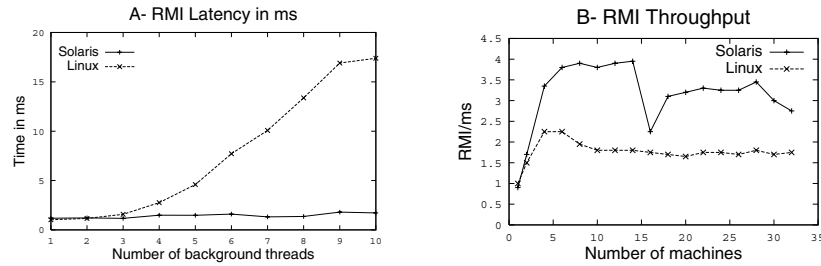 A- RMI Latency in ms
20
15
10
5
0
Time in ms
Solaris
Linux
1 2 3 4 5 6 7 8 9 10
Number of background threads
B- RMI Throughput
4.5
4
3.5
3
2.5
2
1.5
1
0.5
0
RMI/ms
Solaris
Linux
0 5 10 15 20 25 30 35
Number of machines